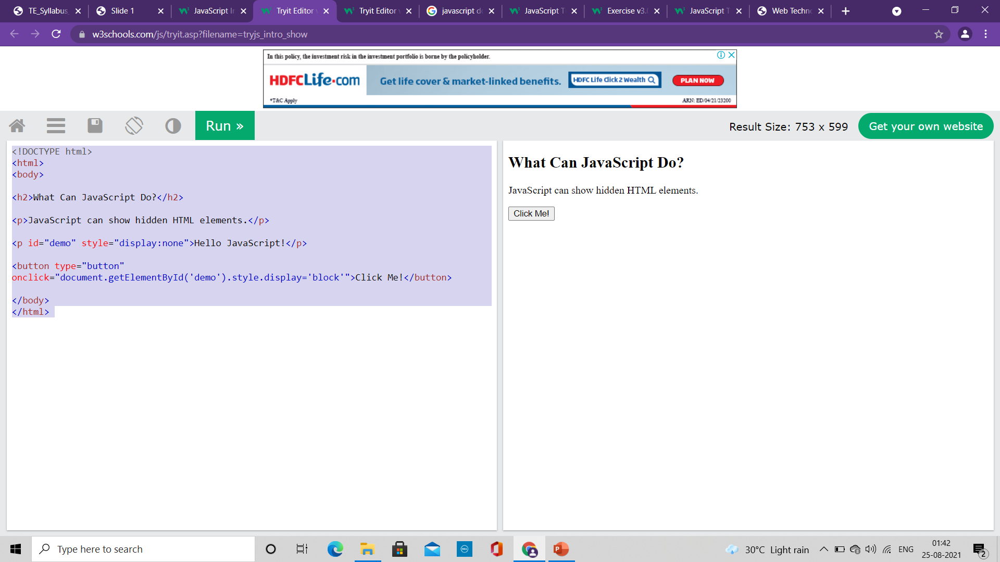 TE_Syllabus_
Slide 1
JavaScript In
Tryit Editor v
Tryit Editor v
javascript do
JavaScript T
Exercise v3.0
JavaScript T
Web Techno
w3schools.com/js/tryit.asp?filename=tryjs_intro_show
In this policy, the investment risk in the investment portfolio is borne by the policyholder.
HDFCLife.com
Get life cover & market-linked benefits.
HDFC Life Click 2 Wealth
PLAN NOW
*T&C Apply
ARN: ED/04/21/23200
Run »
Result Size: 753 x 599
Get your own website
<!DOCTYPE html>
<html>
<body>
<h2>What Can JavaScript Do?</h2>
<p>JavaScript can show hidden HTML elements.</p>
<p id="demo" style="display:none">Hello JavaScript!</p>
<button type="button"
onclick="document.getElementById('demo').style.display='block'">Click Me!</button>
</body>
</html>
What Can JavaScript Do?
JavaScript can show hidden HTML elements.
Click Me!
Type here to search
30°C Light rain
ENG
01:42
25-08-2021
2